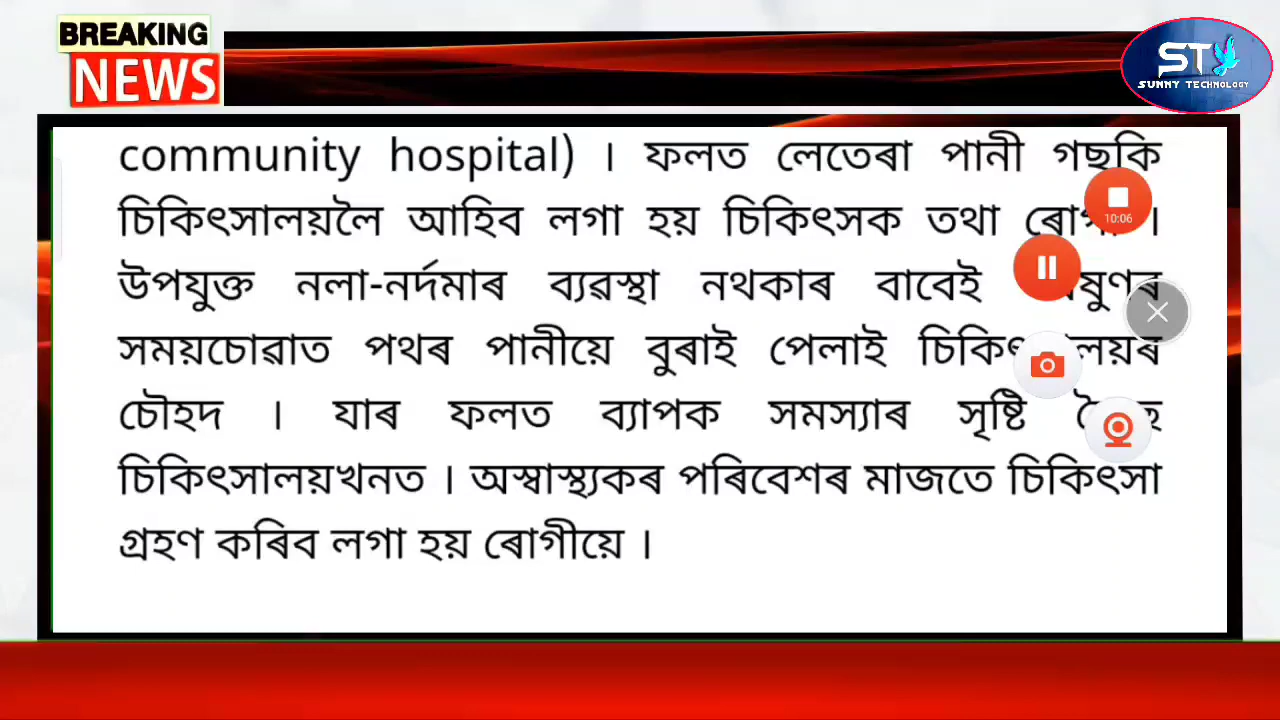 BREAKING
NEWS
ST
SUNNY TECHNOLOGY
community hospital) । ফলত লেতেৰা পানী গছকি
চিকিৎসালয়লৈ আহিব লগা হয় চিকিৎসক তথা ।
10:06
উপযুক্ত নলা-নৰ্দমাৰ ব্যৱস্থা নথকাৰ বাবেই
সময়চোৱাত পথৰ পানীয়ে বুৰাই পেলাই
চৌহদ । যাৰ ফলত ব্যাপক সমস্যাৰ সৃষ্টি
চিকিৎসালয়খনত । অস্বাস্থ্যকৰ পৰিবেশৰ মাজতে চিকিৎসা
গ্ৰহণ কৰিব লগা হয় ৰোগীয়ে ।